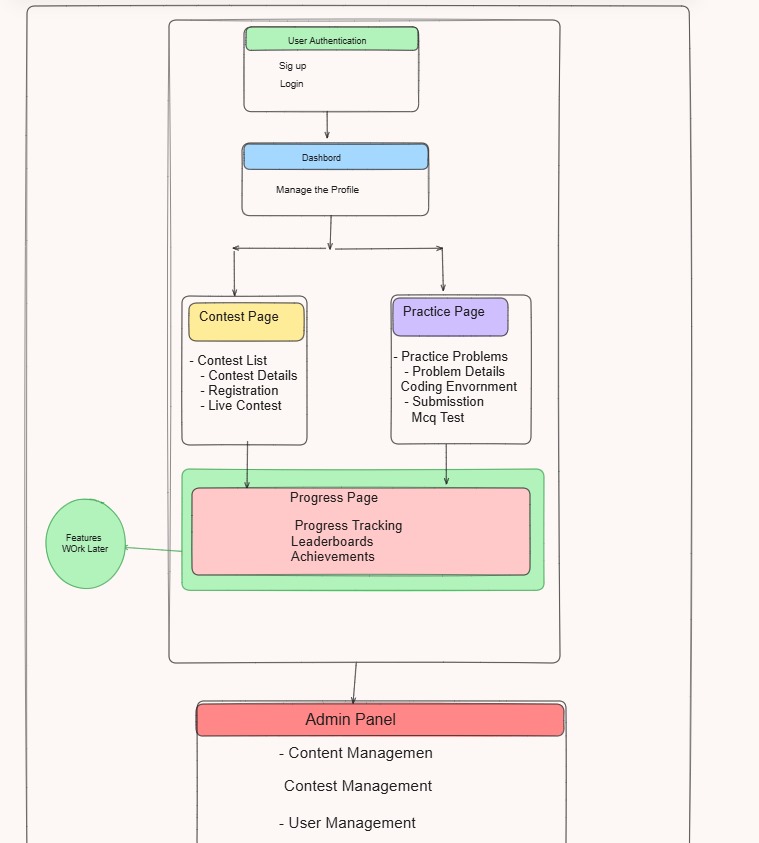 User Authentication
Sig up
Login
Dashbord
Manage the Profile
Contest Page
- Contest List
- Contest Details
- Registration
- Live Contest
Practice Page
- Practice Problems
- Problem Details
Coding Envornment
- Submisstion
Mcq Test
Progress Page
Progress Tracking
Leaderboards
Achievements
Features
WOrk Later
Admin Panel
- Content Managemen
Contest Management
- User Management